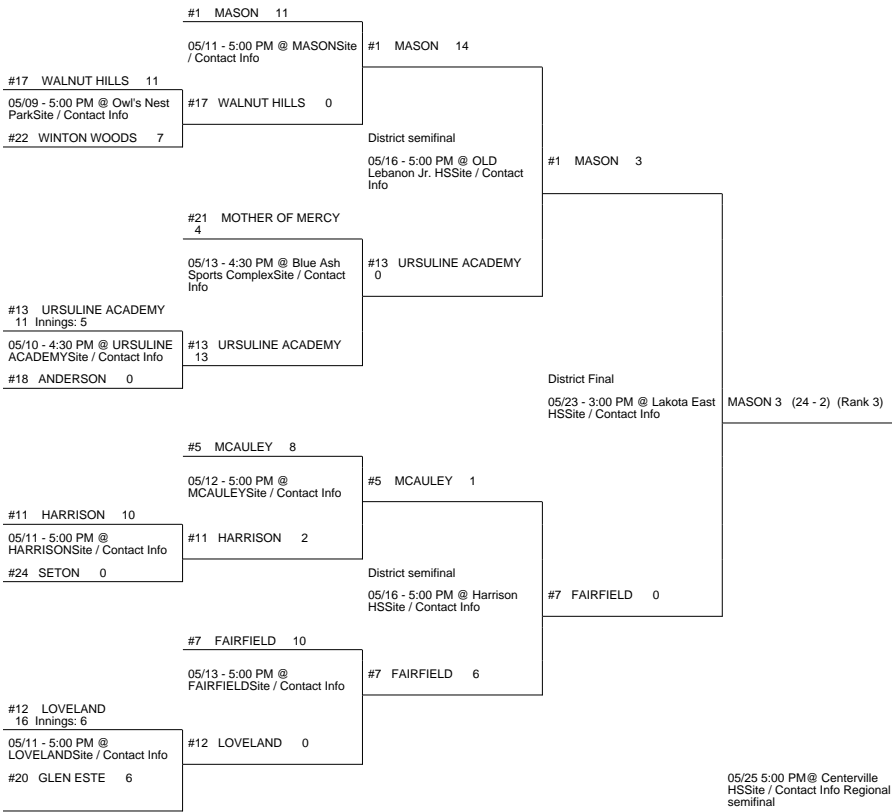 #1 MASON 11
05/11 - 5:00 PM @ MASONSite
/ Contact Info
#1 MASON 14
#17 WALNUT HILLS 11
05/09 - 5:00 PM @ Owl's Nest
ParkSite / Contact Info
#17 WALNUT HILLS 0
#22 WINTON WOODS 7
District semifinal
05/16 - 5:00 PM @ OLD
Lebanon Jr. HSSite / Contact
Info
#1 MASON 3
#21 MOTHER OF MERCY
4
05/13 - 4:30 PM @ Blue Ash
Sports ComplexSite / Contact
Info
#13 URSULINE ACADEMY
0
#13 URSULINE ACADEMY
11 Innings: 5
05/10 - 4:30 PM @ URSULINE
ACADEMYSite / Contact Info
#13 URSULINE ACADEMY
13
#18 ANDERSON 0
District Final
05/23 - 3:00 PM @ Lakota East
HSSite / Contact Info
MASON 3 (24 - 2) (Rank 3)
#5 MCAULEY 8
05/12 - 5:00 PM @
MCAULEYSite / Contact Info
#5 MCAULEY 1
#11 HARRISON 10
05/11 - 5:00 PM @
HARRISONSite / Contact Info
#11 HARRISON 2
#24 SETON 0
District semifinal
05/16 - 5:00 PM @ Harrison
HSSite / Contact Info
#7 FAIRFIELD 0
#7 FAIRFIELD 10
05/13 - 5:00 PM @
FAIRFIELDSite / Contact Info
#7 FAIRFIELD 6
#12 LOVELAND
16 Innings: 6
05/11 - 5:00 PM @
LOVELANDSite / Contact Info
#12 LOVELAND 0
#20 GLEN ESTE 6
05/25 5:00 PM@ Centerville
HSSite / Contact Info Regional
semifinal